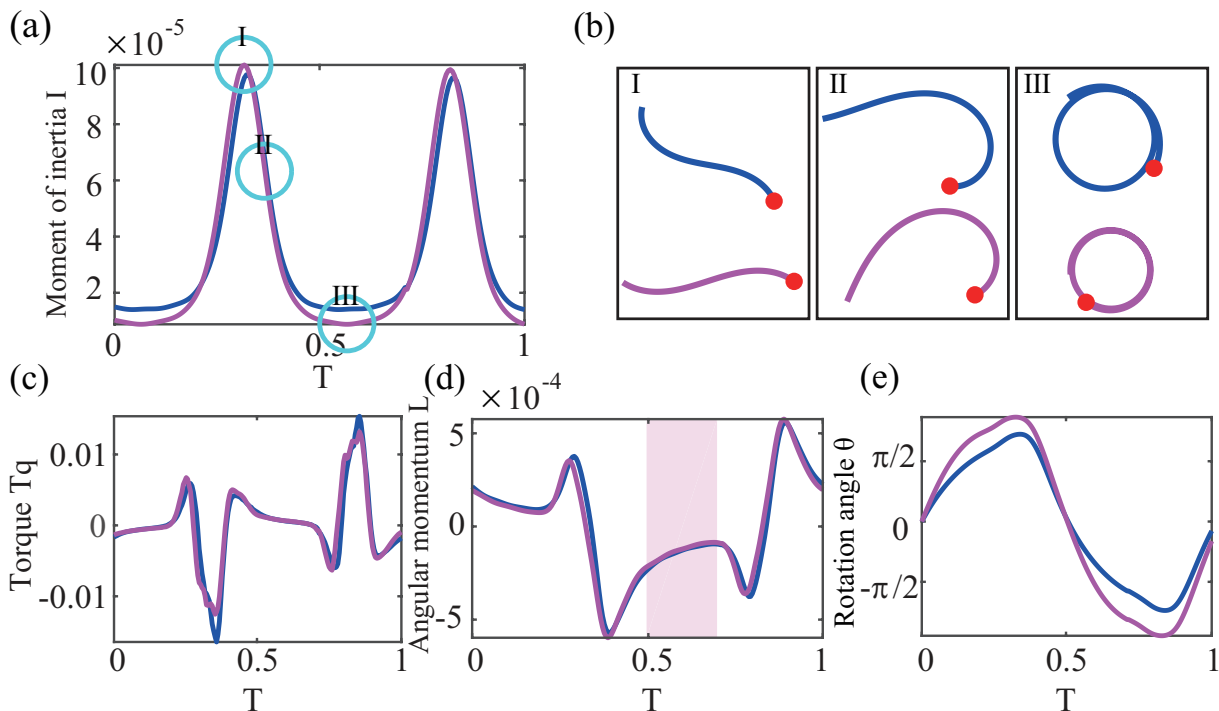 (a)
×10⁻⁵
I
II
III
10
8
6
4
2
0
0.5
1
T
Moment of inertia I
(b)
I
II
III
(c)
0.01
0
-0.01
0
0.5
1
T
Torque Tq
(d)
×10⁻⁴
5
0
-5
0
0.5
1
T
Angular momentum L
(e)
π/2
0
-π/2
0
0.5
1
T
Rotation angle θ